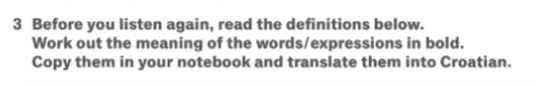 3 Before you listen again, read the definitions below.
Work out the meaning of the words/expressions in bold.
Copy them in your notebook and translate them into Croatian.